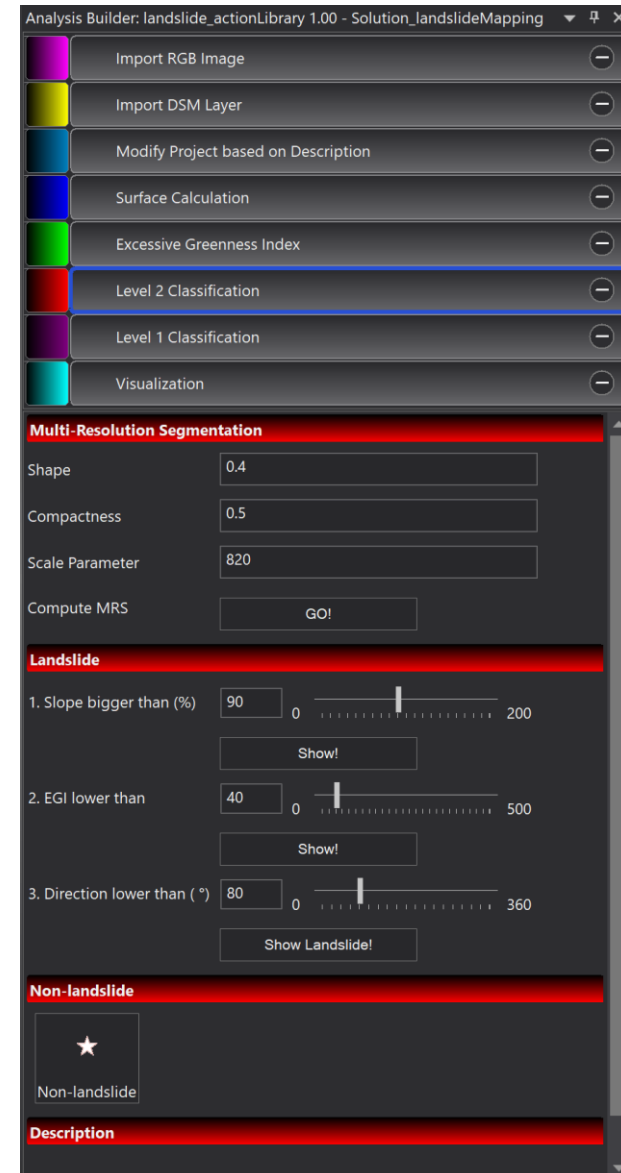 Analysis Builder: landslide_actionLibrary 1.00 - Solution_landslideMapping
Import RGB Image
Import DSM Layer
Modify Project based on Description
Surface Calculation
Excessive Greenness Index
Level 2 Classification
Level 1 Classification
Visualization
Multi-Resolution Segmentation
Shape 0.4
Compactness 0.5
Scale Parameter 820
Compute MRS GO!
Landslide
1. Slope bigger than (%) 90 0 200
Show!
2. EGI lower than 40 0 500
Show!
3. Direction lower than ( °) 80 0 360
Show Landslide!
Non-landslide
Non-landslide
Description